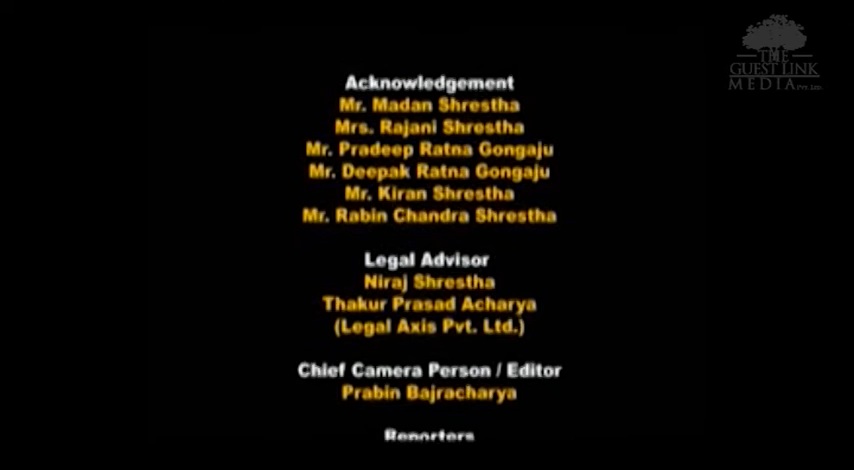 THE
GUEST LINK
MEDIA PVT. LTD.
Acknowledgement
Mr. Madan Shrestha
Mrs. Rajani Shrestha
Mr. Pradeep Ratna Gongaju
Mr. Deepak Ratna Gongaju
Mr. Kiran Shrestha
Mr. Rabin Chandra Shrestha
Legal Advisor
Niraj Shrestha
Thakur Prasad Acharya
(Legal Axis Pvt. Ltd.)
Chief Camera Person / Editor
Prabin Bajracharya
Reporters